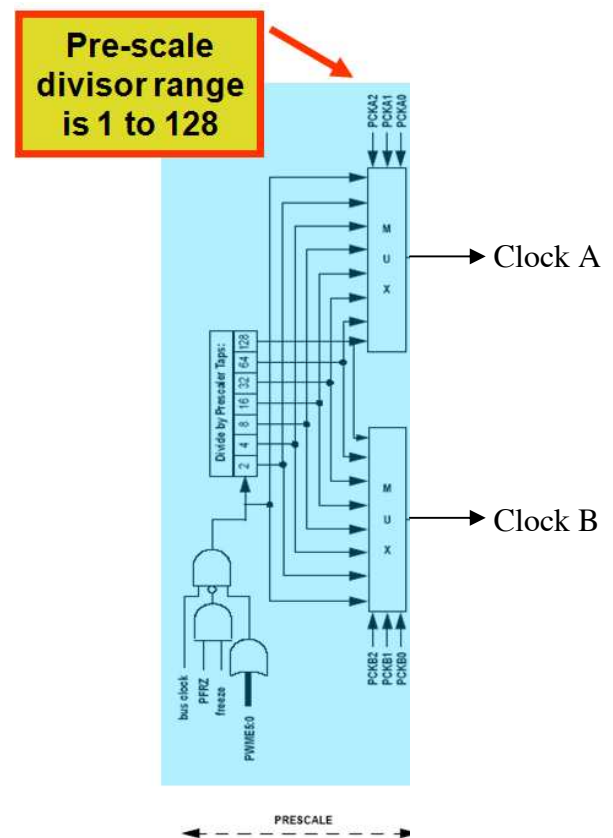 Pre-scale
divisor range
is 1 to 128
PCKA2
PCKA1
PCKA0
M
U
X
Clock A
Divide by Prescaler Taps:
2 4 8 16 32 64 128
M
U
X
Clock B
PCKB2
PCKB1
PCKB0
bus clock
PFRZ
freeze
PWME5:0
PRESCALE